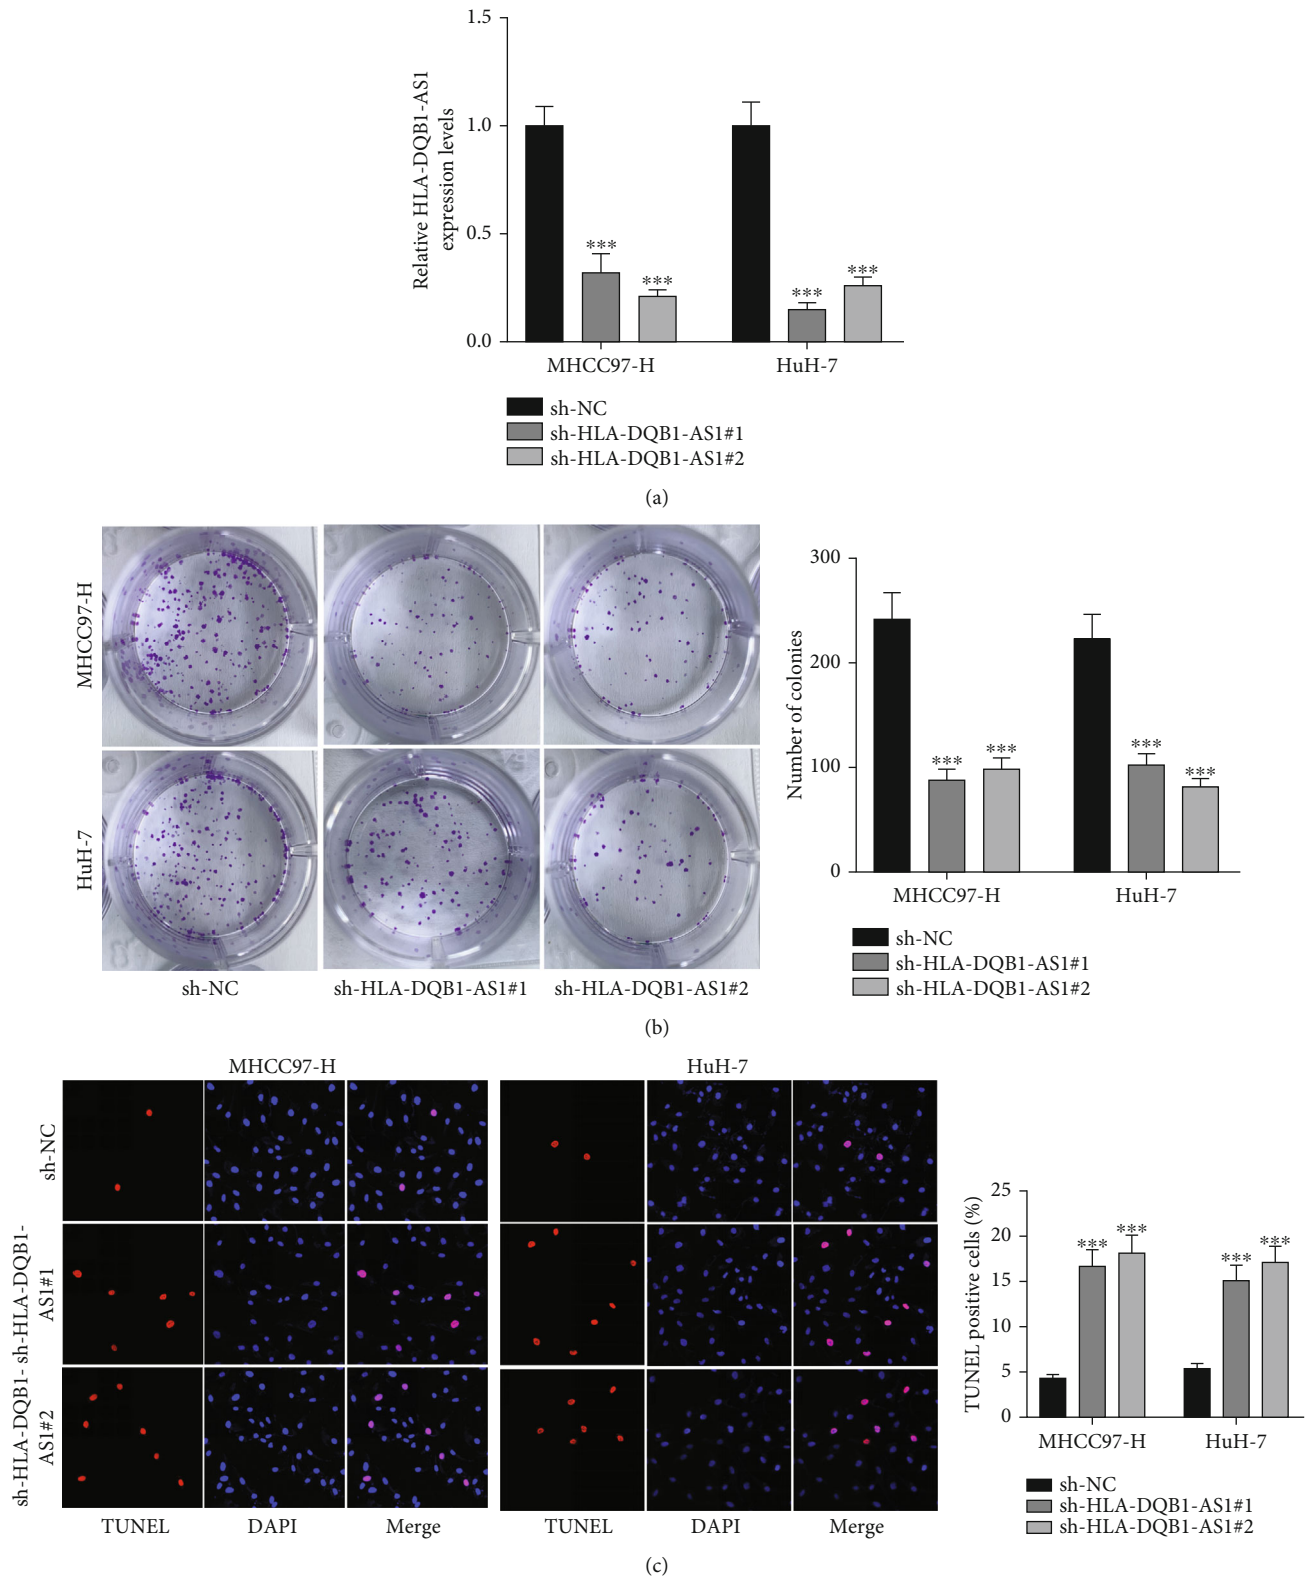 1.5
1.0
0.5
0.0
Relative HLA-DQB1-AS1
expression levels
***
***
***
***
MHCC97-H
HuH-7
sh-NC
sh-HLA-DQB1-AS1#1
sh-HLA-DQB1-AS1#2
(a)
MHCC97-H
HuH-7
sh-NC
sh-HLA-DQB1-AS1#1
sh-HLA-DQB1-AS1#2
300
200
100
0
Number of colonies
***
***
***
***
MHCC97-H
HuH-7
sh-NC
sh-HLA-DQB1-AS1#1
sh-HLA-DQB1-AS1#2
(b)
MHCC97-H
HuH-7
sh-NC
sh-HLA-DQB1-
AS1#1
sh-HLA-DQB1-
AS1#2
TUNEL
DAPI
Merge
TUNEL
DAPI
Merge
25
20
15
10
5
0
TUNEL positive cells (%)
***
***
***
***
MHCC97-H
HuH-7
sh-NC
sh-HLA-DQB1-AS1#1
sh-HLA-DQB1-AS1#2
(c)